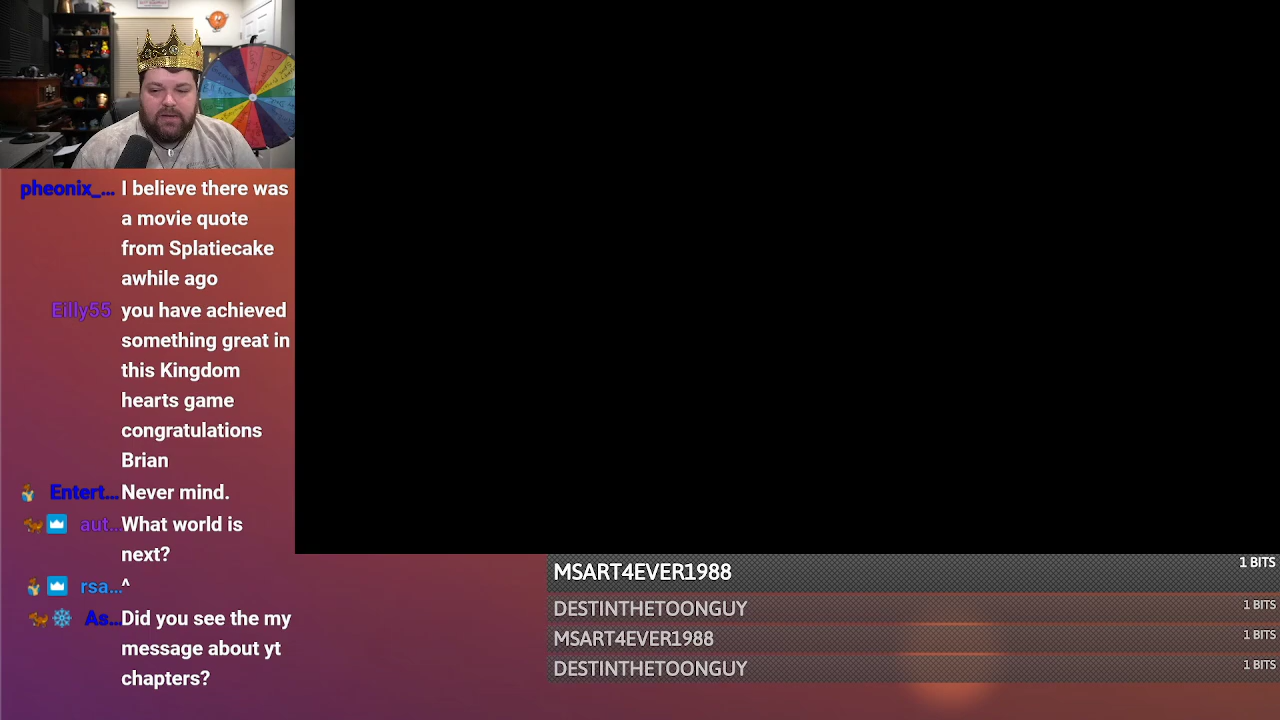 pheonix_... I believe there was
a movie quote
from Splatiecake
awhile ago
Eilly55 you have achieved
something great in
this Kingdom
hearts game
congratulations
Brian
Entert... Never mind.
aut... What world is
next?
rsa... ^
As... Did you see the my
message about yt
chapters?
MSART4EVER1988 1 BITS
DESTINTHETOONGUY 1 BITS
MSART4EVER1988 1 BITS
DESTINTHETOONGUY 1 BITS